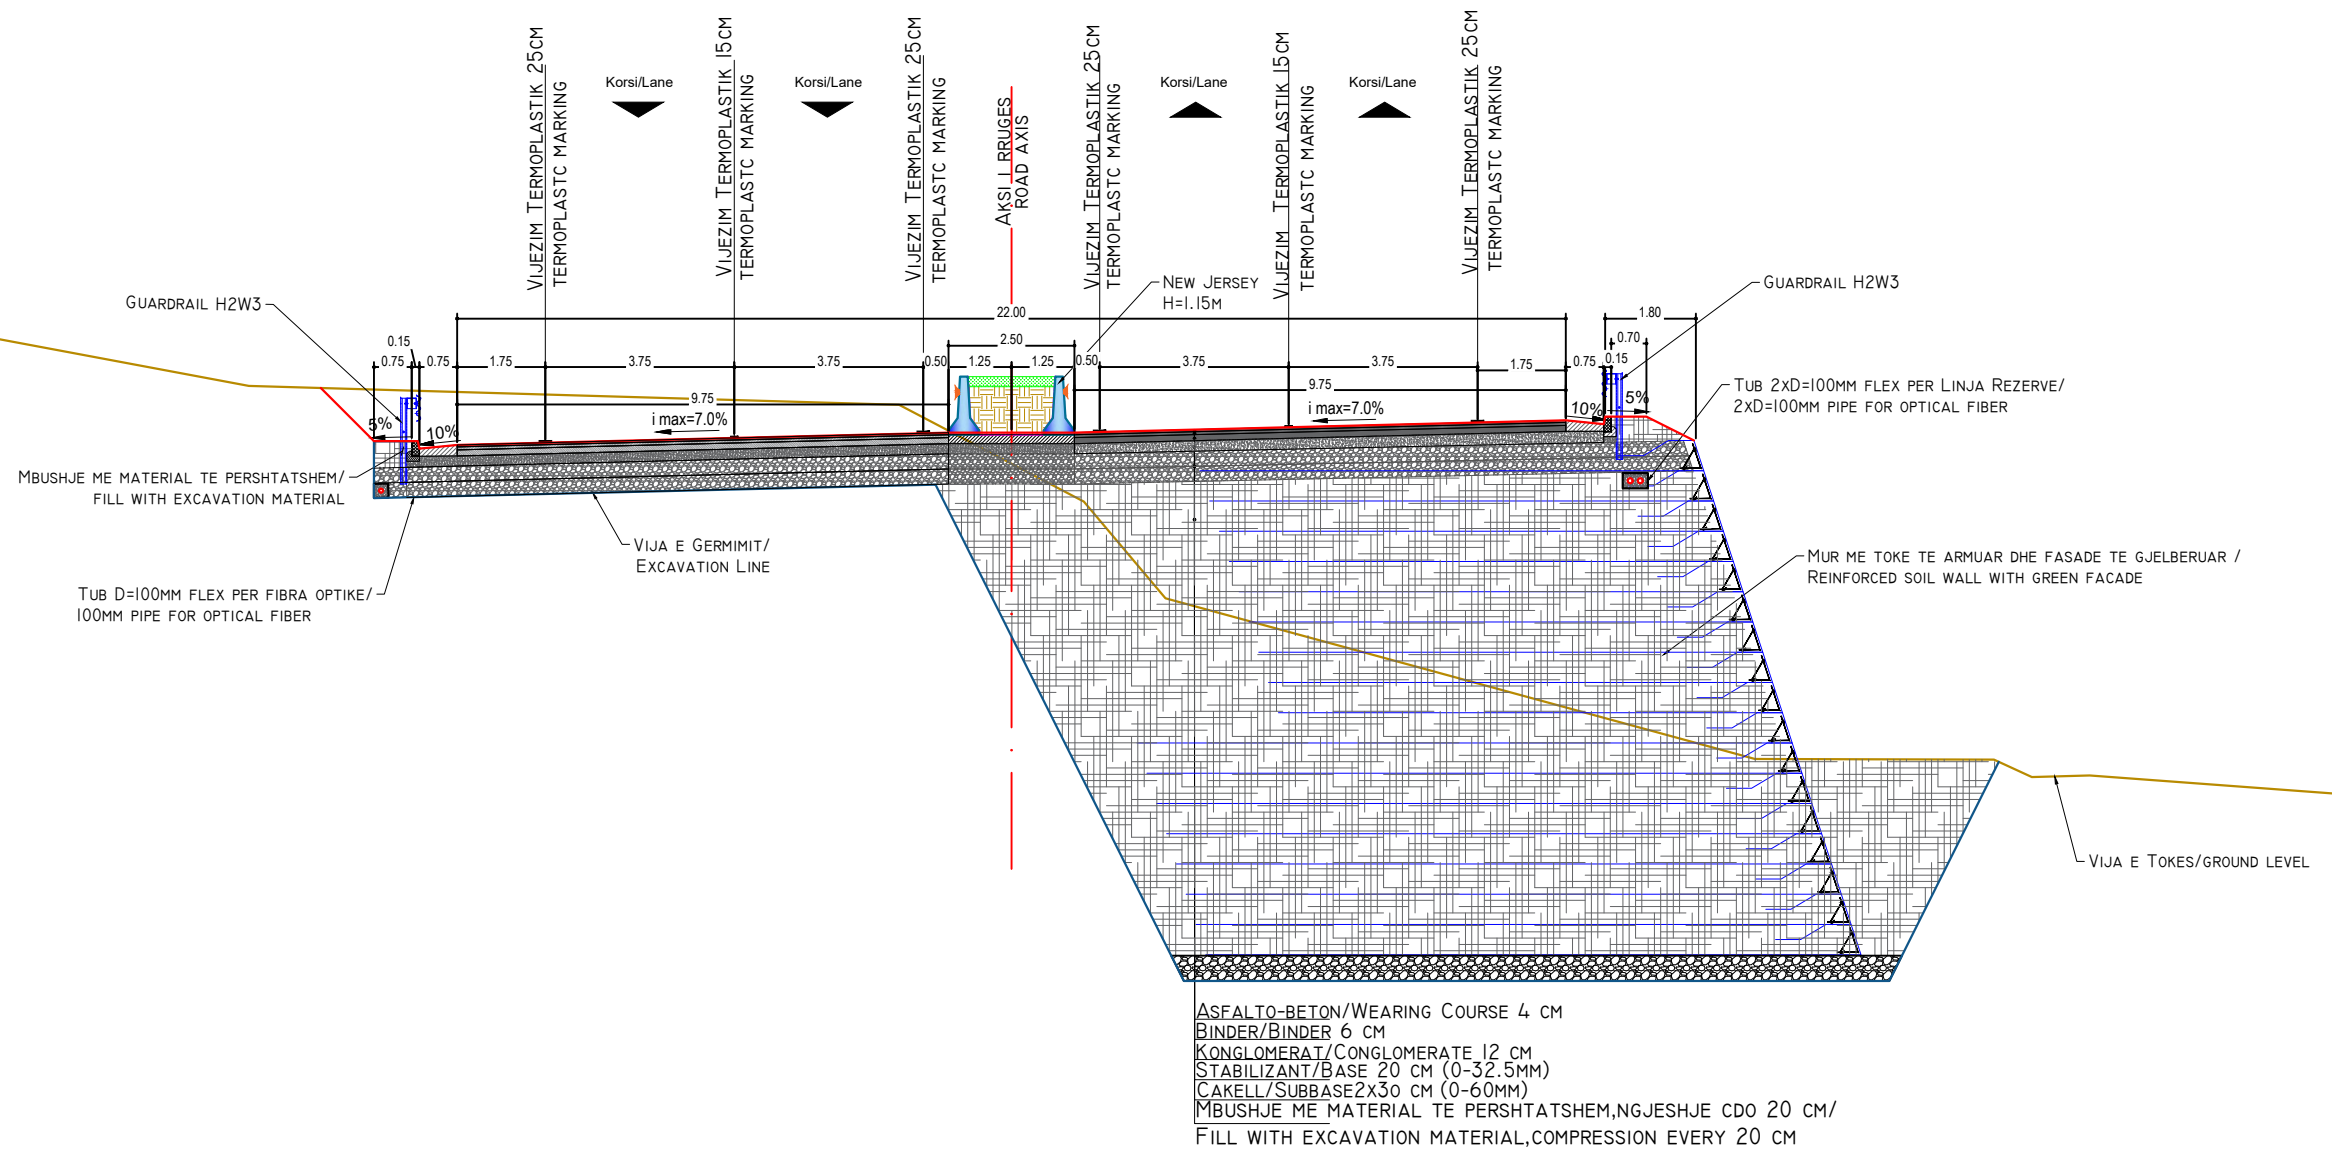 VIJEZIM TERMOPLASTIK 25CM
TERMOPLASTC MARKING
Korsi/Lane
VIJEZIM TERMOPLASTIK 15CM
TERMOPLASTC MARKING
Korsi/Lane
VIJEZIM TERMOPLASTIK 25CM
TERMOPLASTC MARKING
AKSI I RRUGES
ROAD AXIS
VIJEZIM TERMOPLASTIK 25CM
TERMOPLASTC MARKING
Korsi/Lane
VIJEZIM TERMOPLASTIK 15CM
TERMOPLASTC MARKING
Korsi/Lane
VIJEZIM TERMOPLASTIK 25CM
TERMOPLASTC MARKING
GUARDRAIL H2W3
NEW JERSEY
H=1.15M
GUARDRAIL H2W3
22.00
1.80
0.15
2.50
0.70
0.75
0.75
1.75
3.75
3.75
0.50
1.25
1.25
0.50
3.75
3.75
1.75
0.75
0.15
9.75
9.75
5%
10%
i max=7.0%
i max=7.0%
10%
5%
TUB 2XD=100MM FLEX PER LINJA REZERVE/
2XD=100MM PIPE FOR OPTICAL FIBER
MBUSHJE ME MATERIAL TE PERSHTATSHEM/
FILL WITH EXCAVATION MATERIAL
VIJA E GERMIMIT/
EXCAVATION LINE
MUR ME TOKE TE ARMUAR DHE FASADE TE GJELBERUAR /
REINFORCED SOIL WALL WITH GREEN FACADE
TUB D=100MM FLEX PER FIBRA OPTIKE/
100MM PIPE FOR OPTICAL FIBER
VIJA E TOKES/GROUND LEVEL
ASFALTO-BETON/WEARING COURSE 4 CM
BINDER/BINDER 6 CM
KONGLOMERAT/CONGLOMERATE 12 CM
STABILIZANT/BASE 20 CM (0-32.5MM)
CAKELL/SUBBASE2X30 CM (0-60MM)
MBUSHJE ME MATERIAL TE PERSHTATSHEM,NGJESHJE CDO 20 CM/
FILL WITH EXCAVATION MATERIAL,COMPRESSION EVERY 20 CM